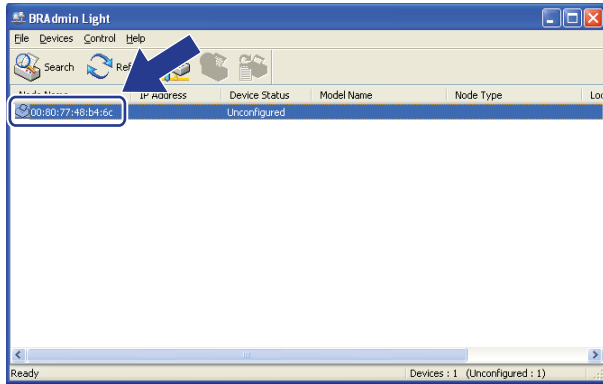 BRAdmin Light
File Devices Control Help
Search
IP Address Device Status Model Name Node Type
00:80:77:48:b4:6c Unconfigured
Ready Devices : 1 (Unconfigured : 1)